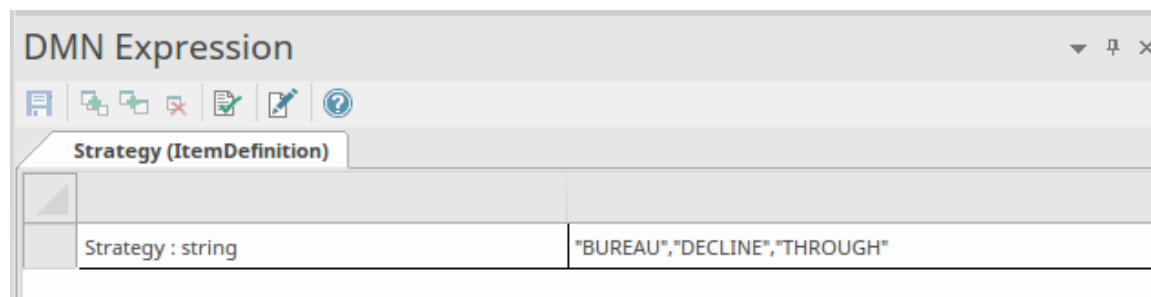 DMN Expression
Strategy (ItemDefinition)
Strategy : string "BUREAU","DECLINE","THROUGH"